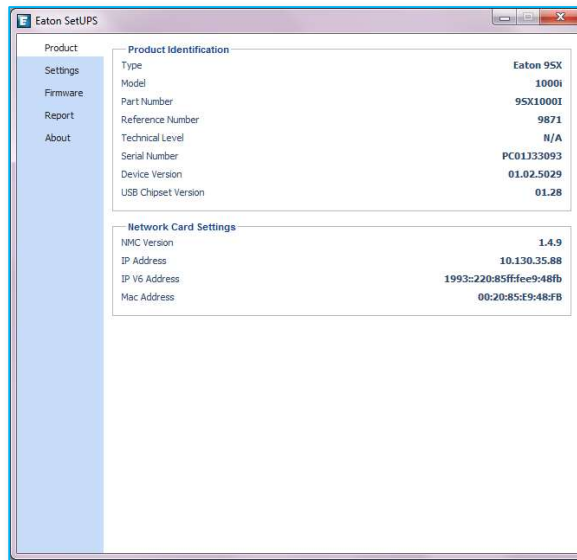 Eaton SetUPS
Product
Settings
Firmware
Report
About
Product Identification
Type Eaton 9SX
Model 1000i
Part Number 9SX1000I
Reference Number 9871
Technical Level N/A
Serial Number PC01J33093
Device Version 01.02.5029
USB Chipset Version 01.28
Network Card Settings
NMC Version 1.4.9
IP Address 10.130.35.88
IP V6 Address 1993::220:85ff:fee9:48fb
Mac Address 00:20:85:E9:48:FB